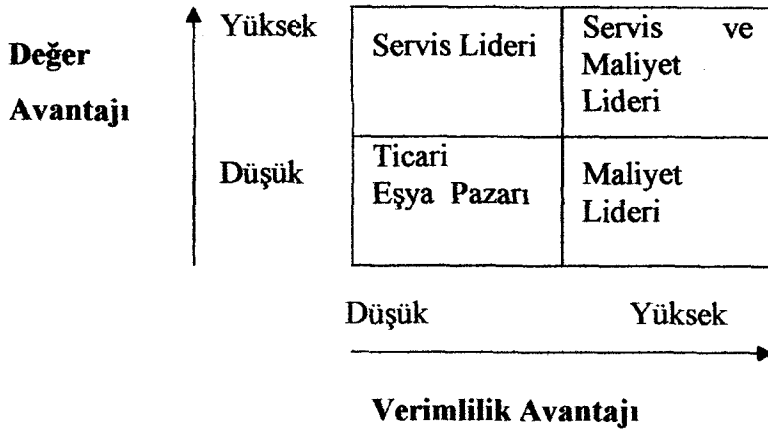 Değer
Avantajı
Yüksek
Düşük
Servis Lideri
Servis ve
Maliyet
Lideri
Ticari
Eşya Pazarı
Maliyet
Lideri
Düşük
Yüksek
Verimlilik Avantajı